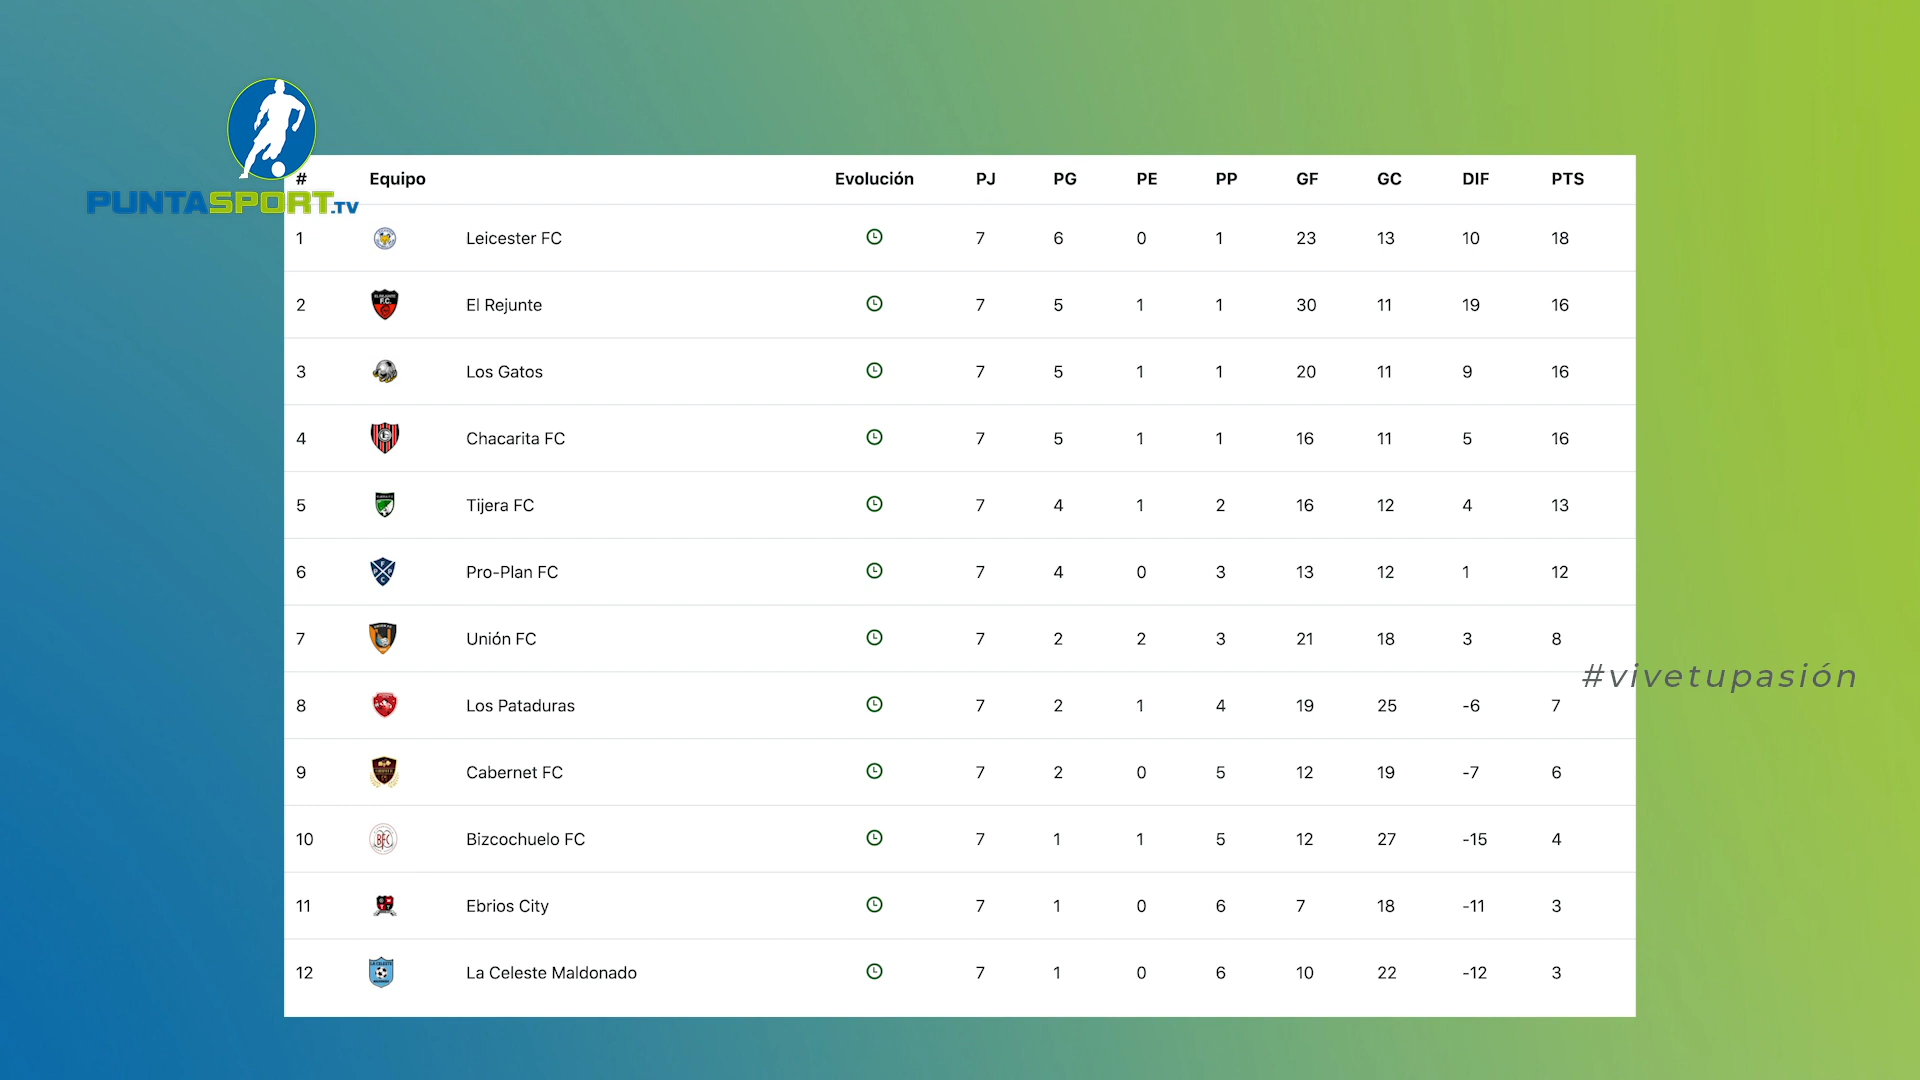 PUNTASPORT.TV
# Equipo Evolución PJ PG PE PP GF GC DIF PTS
1 Leicester FC 7 6 0 1 23 13 10 18
2 El Rejunte 7 5 1 1 30 11 19 16
3 Los Gatos 7 5 1 1 20 11 9 16
4 Chacarita FC 7 5 1 1 16 11 5 16
5 Tijera FC 7 4 1 2 16 12 4 13
6 Pro-Plan FC 7 4 0 3 13 12 1 12
7 Unión FC 7 2 2 3 21 18 3 8
#vivetupasión
8 Los Pataduras 7 2 1 4 19 25 -6 7
9 Cabernet FC 7 2 0 5 12 19 -7 6
10 Bizcochuelo FC 7 1 1 5 12 27 -15 4
11 Ebrios City 7 1 0 6 7 18 -11 3
12 La Celeste Maldonado 7 1 0 6 10 22 -12 3